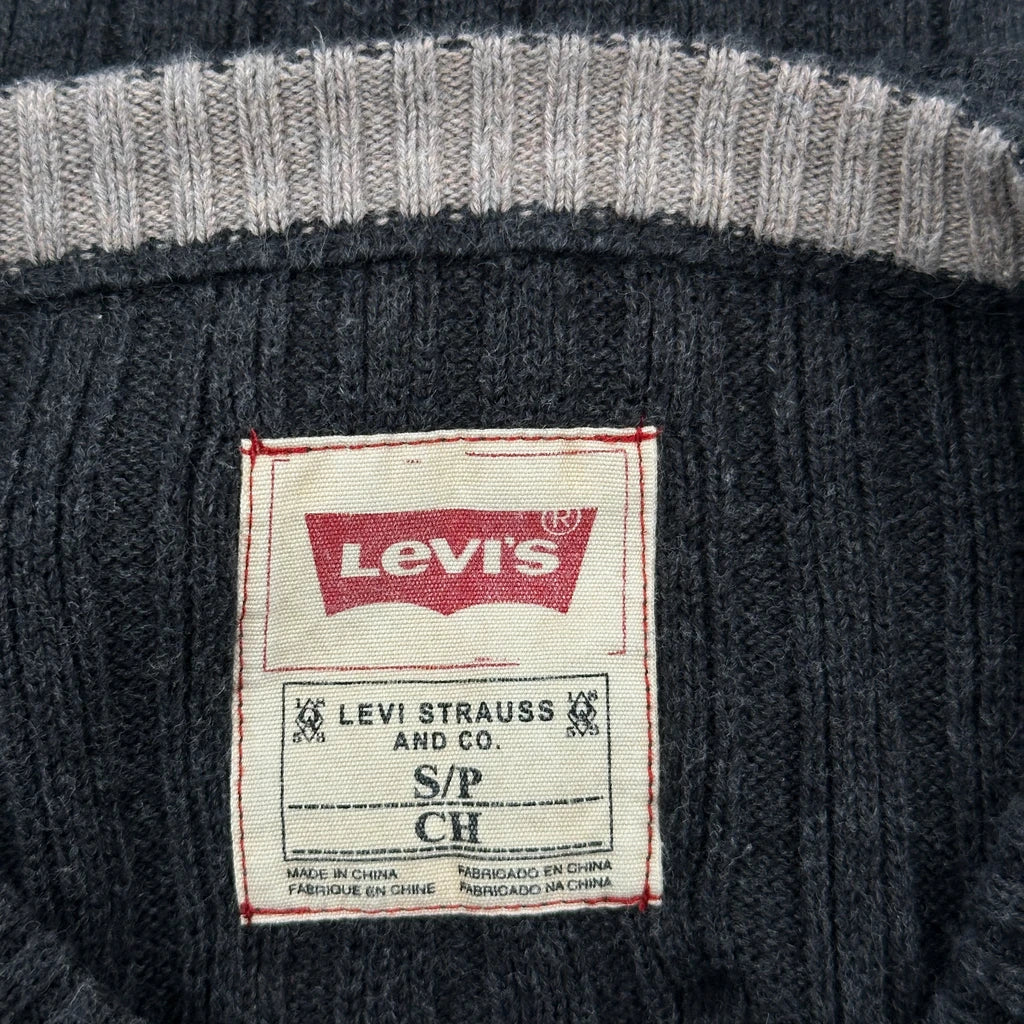 Levi's®
LEVI STRAUSS
AND CO.
S/P
CH
MADE IN CHINA FABRICADO EN CHINA
FABRIQUE EN CHINE FABRICADO NA CHINA